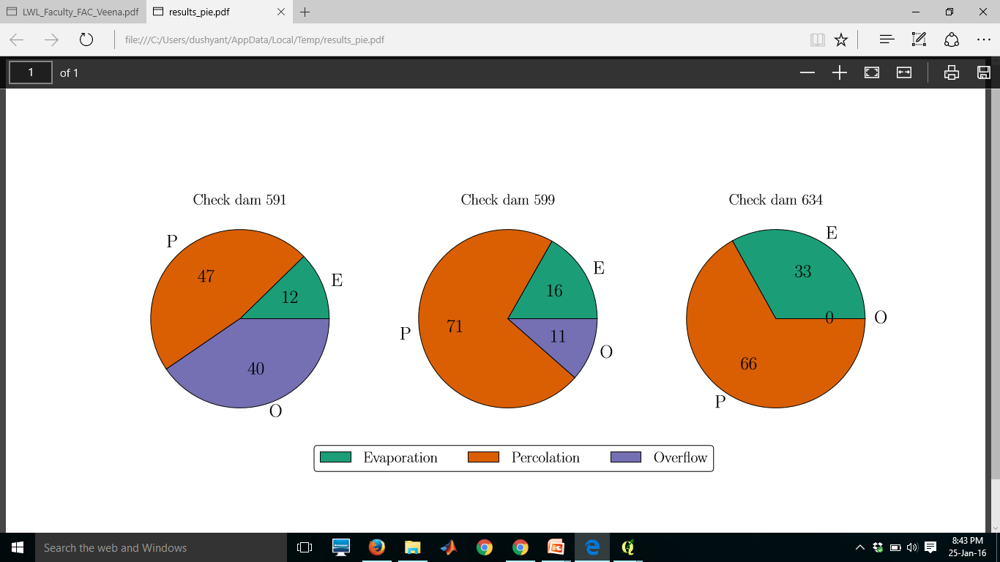 LWL_Faculty_FAC_Veena.pdf
results_pie.pdf
file:///C:/Users/dushyant/AppData/Local/Temp/results_pie.pdf
1 of 1
Check dam 591
P
47
E
12
40
O
Check dam 599
E
16
P
71
11
O
Check dam 634
E
33
0
O
66
P
Evaporation Percolation Overflow
Search the web and Windows
8:43 PM
25-Jan-16